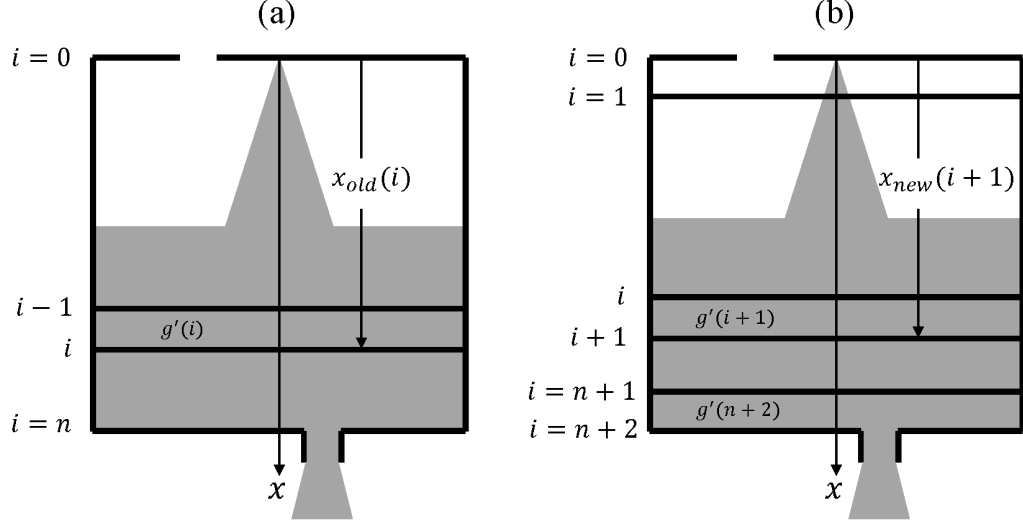 (a)
i = 0
x_old(i)
i − 1
g′(i)
i
i = n
x
(b)
i = 0
i = 1
x_new(i + 1)
i
g′(i + 1)
i + 1
i = n + 1
g′(n + 2)
i = n + 2
x